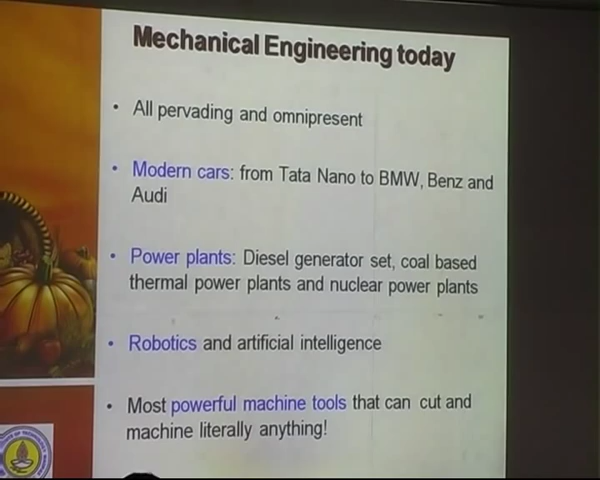 Mechanical Engineering today
• All pervading and omnipresent
• Modern cars: from Tata Nano to BMW, Benz and
Audi
• Power plants: Diesel generator set, coal based
thermal power plants and nuclear power plants
• Robotics and artificial intelligence
• Most powerful machine tools that can cut and
machine literally anything!